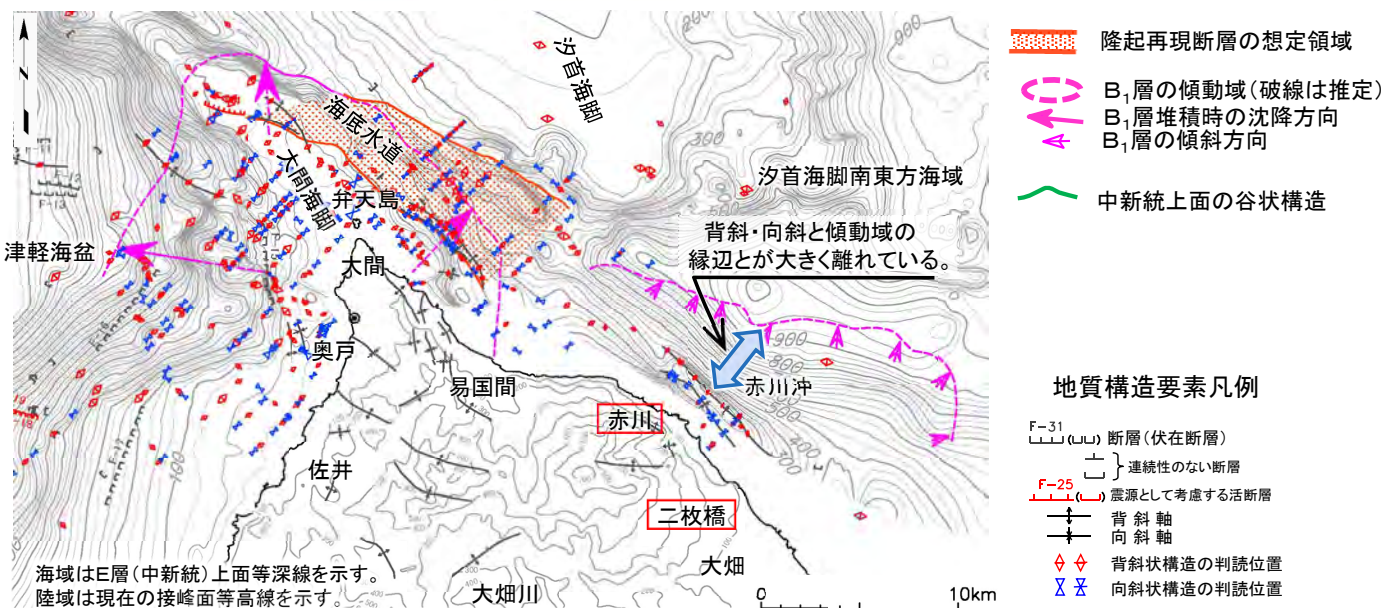 N
汐首海脚
海底水道
大間海脚
弁天島
汐首海脚南東方海域
背斜・向斜と傾動域の
縁辺とが大きく離れている。
津軽海盆
大間
奥戸
易国間
赤川
赤川沖
佐井
二枚橋
大畑
大畑川
海域はE層(中新統)上面等深線を示す。
陸域は現在の接峰面等高線を示す。
0 10km
200
300
900
800
500
400
300
100
F-12
F-13
隆起再現断層の想定領域
B₁層の傾動域(破線は推定)
B₁層堆積時の沈降方向
B₁層の傾斜方向
中新統上面の谷状構造
地質構造要素凡例
F-31 断層(伏在断層)
連続性のない断層
F-25 震源として考慮する活断層
背斜軸
向斜軸
背斜状構造の判読位置
向斜状構造の判読位置